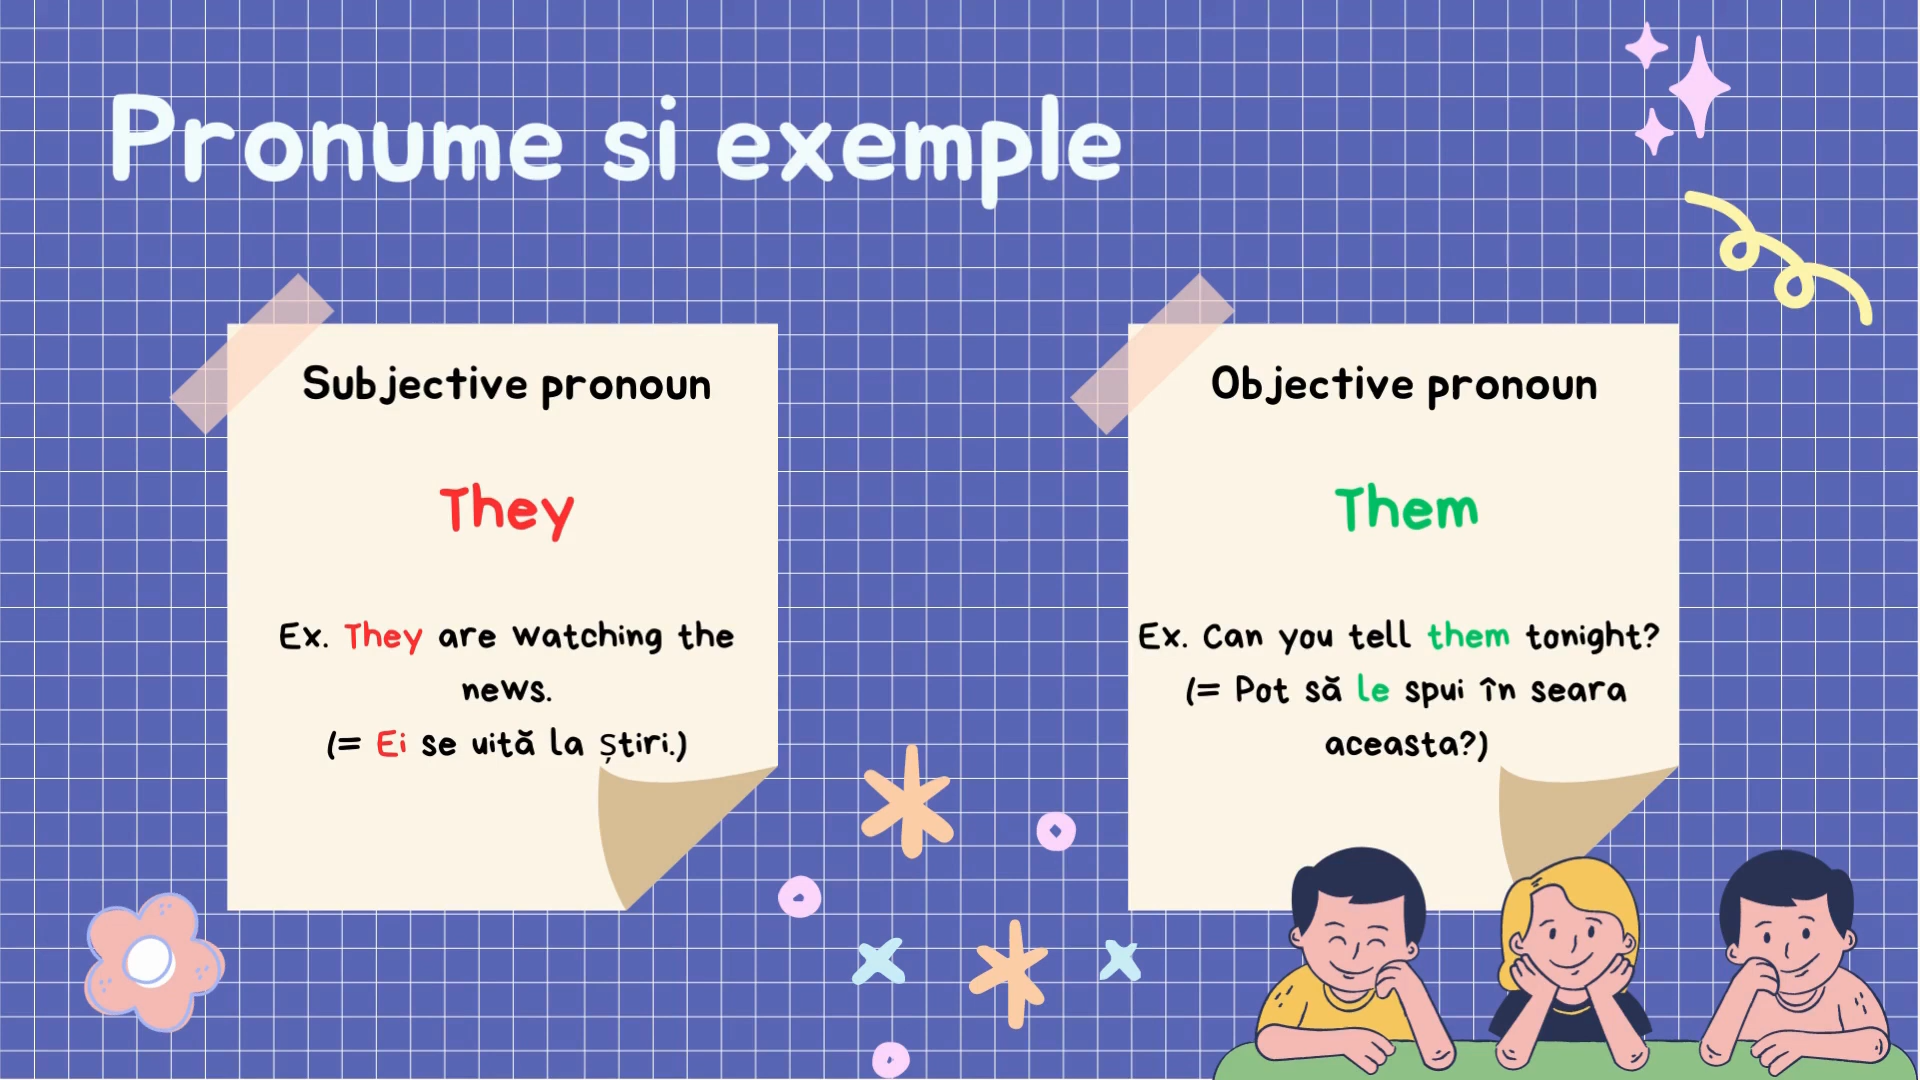 Pronume si exemple
Subjective pronoun
They
Ex. They are watching the
news.
(= Ei se uită la știri.)
Objective pronoun
Them
Ex. Can you tell them tonight?
(= Pot să le spui în seara
aceasta?)